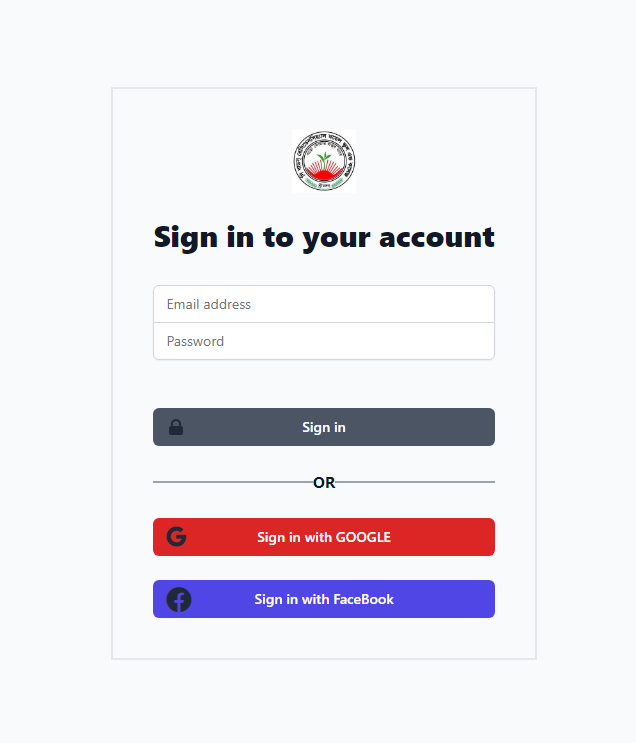 Sign in to your account
Email address
Password
Sign in
OR
Sign in with GOOGLE
Sign in with FaceBook